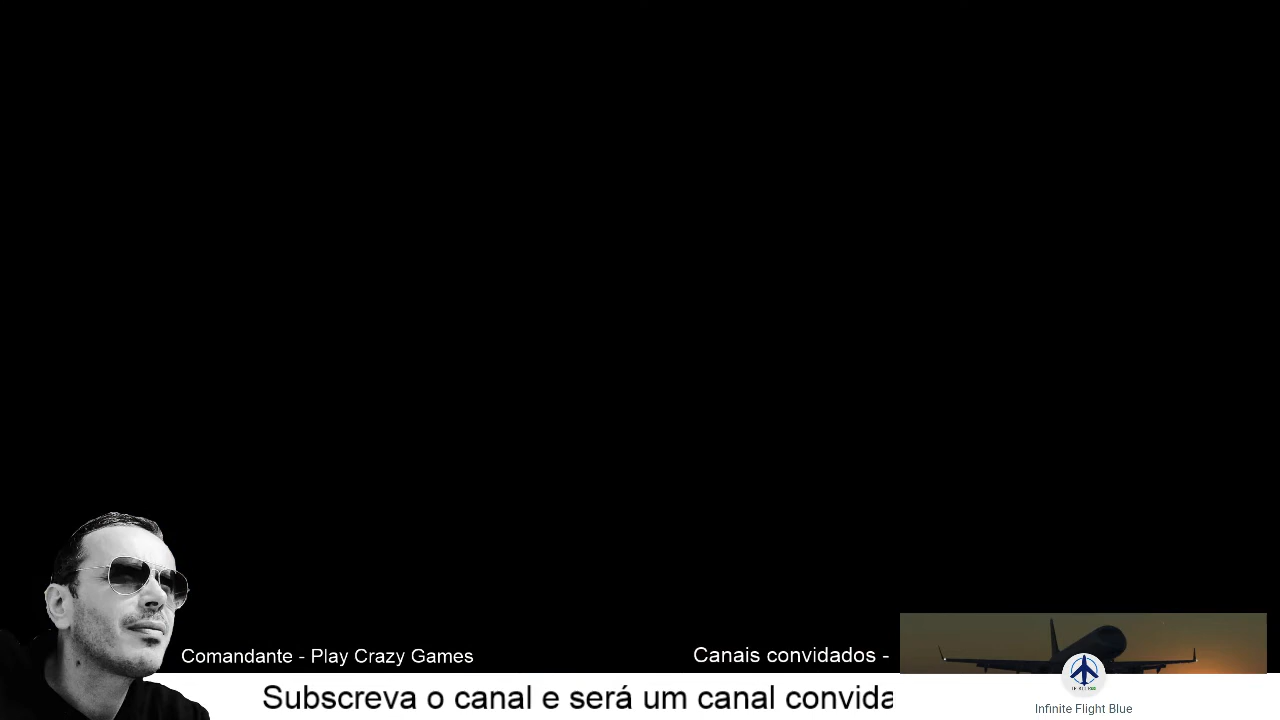 Comandante - Play Crazy Games
Canais convidados -
Subscreva o canal e será um canal convida
Infinite Flight Blue